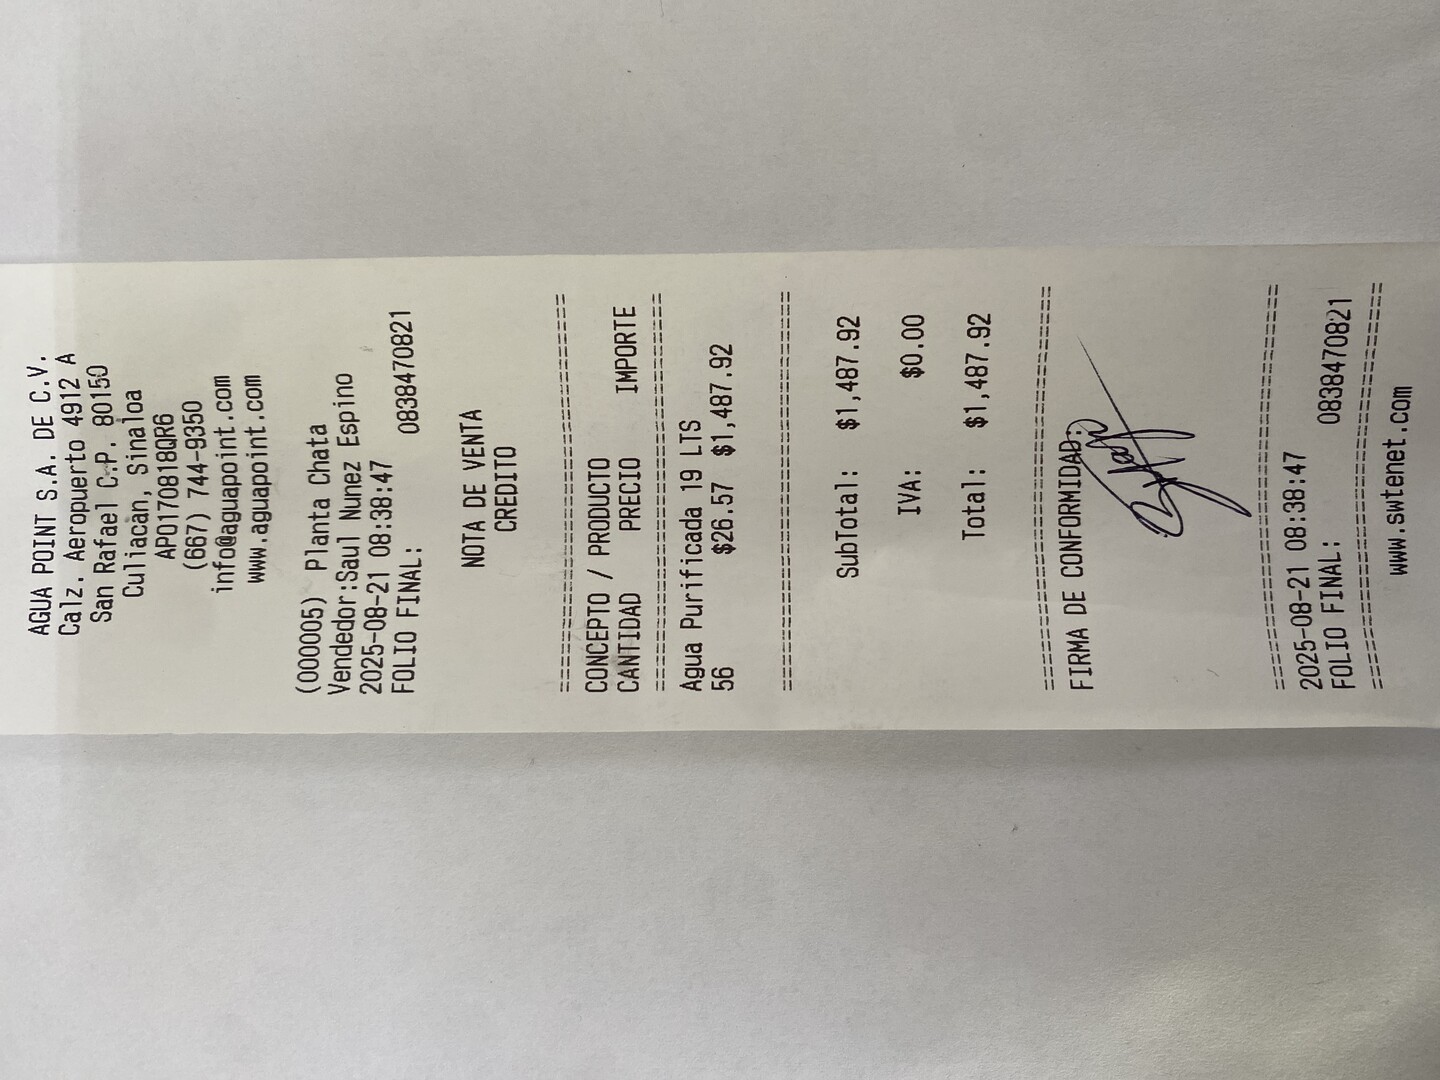 AGUA POINT S.A. DE C.V.
Calz. Aeropuerto 4912 A
San Rafael C.P. 80150
Culiacán, Sinaloa
APO170818QR6
(667) 744-9350
info@aguapoint.com
www.aguapoint.com
(000005) Planta Chata
Vendedor:Saul Nunez Espino
2025-08-21 08:38:47
FOLIO FINAL: 0838470821
NOTA DE VENTA
CREDITO
CONCEPTO / PRODUCTO
CANTIDAD PRECIO IMPORTE
Agua Purificada 19 LTS
56 $26.57 $1,487.92
SubTotal: $1,487.92
IVA: $0.00
Total: $1,487.92
FIRMA DE CONFORMIDAD:
2025-08-21 08:38:47
FOLIO FINAL: 0838470821
www.swtenet.com